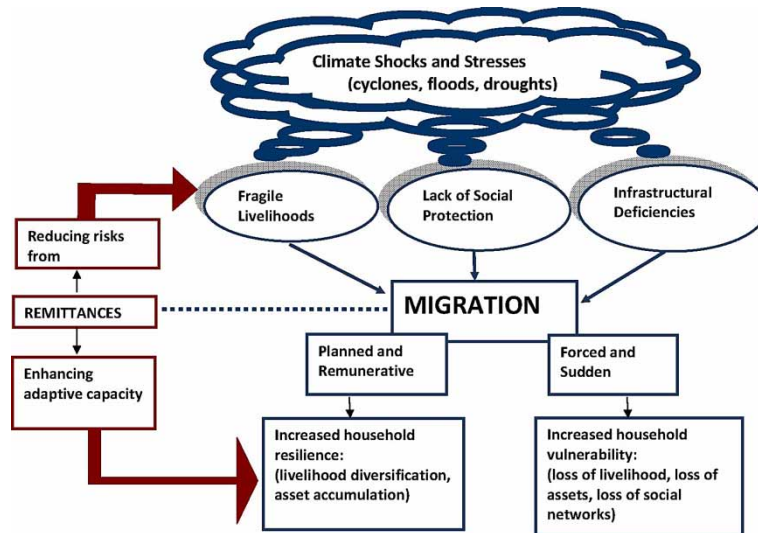 Climate Shocks and Stresses
(cyclones, floods, droughts)
Fragile
Livelihoods
Lack of Social
Protection
Infrastructural
Deficiencies
Reducing risks
from
REMITTANCES
MIGRATION
Planned and
Remunerative
Forced and
Sudden
Enhancing
adaptive capacity
Increased household
resilience:
(livelihood diversification,
asset accumulation)
Increased household
vulnerability:
(loss of livelihood, loss of
assets, loss of social
networks)